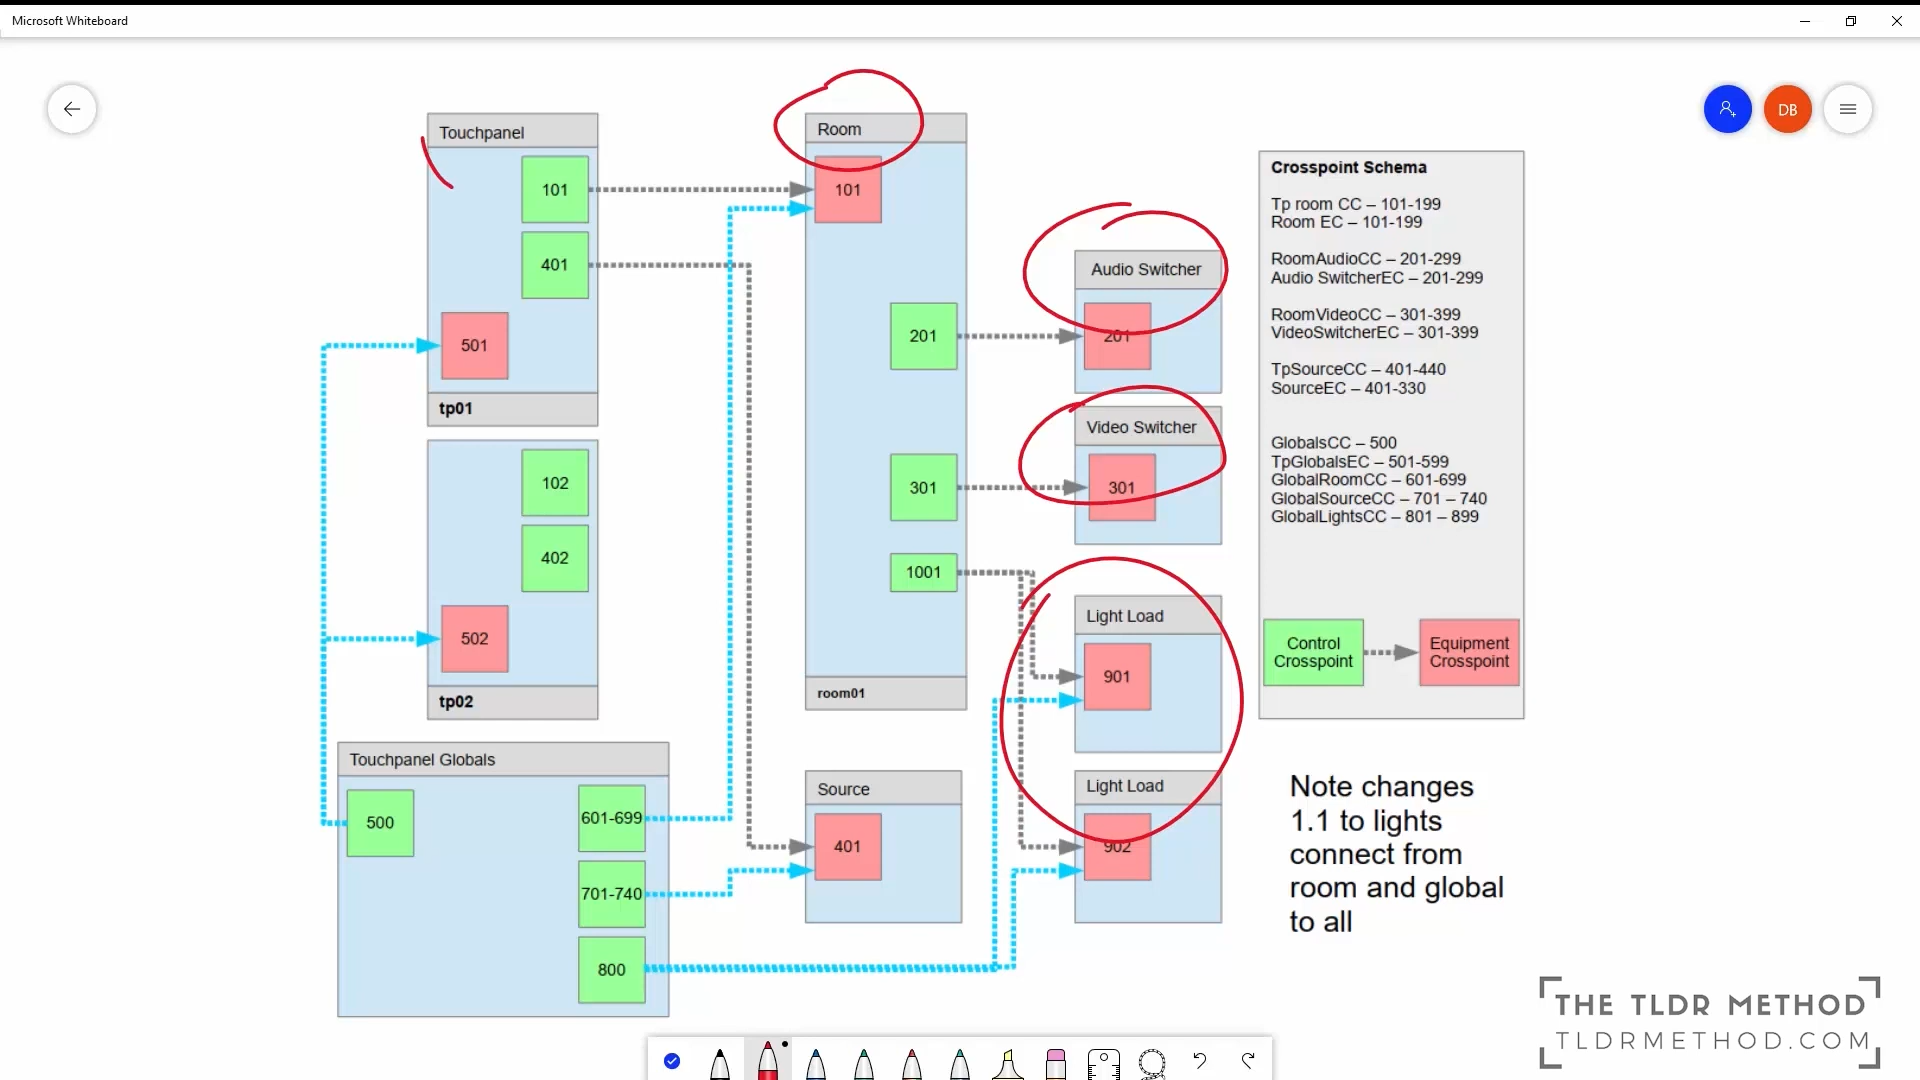 Microsoft Whiteboard
DB
Touchpanel
101
401
501
tp01
102
402
502
tp02
Touchpanel Globals
500
601-699
701-740
800
Room
101
201
301
1001
room01
Source
401
Audio Switcher
201
Video Switcher
301
Light Load
901
Light Load
902
Crosspoint Schema
Tp room CC – 101-199
Room EC – 101-199
RoomAudioCC – 201-299
Audio SwitcherEC – 201-299
RoomVideoCC – 301-399
VideoSwitcherEC – 301-399
TpSourceCC – 401-440
SourceEC – 401-330
GlobalsCC – 500
TpGlobalsEC – 501-599
GlobalRoomCC – 601-699
GlobalSourceCC – 701 – 740
GlobalLightsCC – 801 – 899
Control
Crosspoint
Equipment
Crosspoint
Note changes
1.1 to lights
connect from
room and global
to all
THE TLDR METHOD
TLDRMETHOD.COM